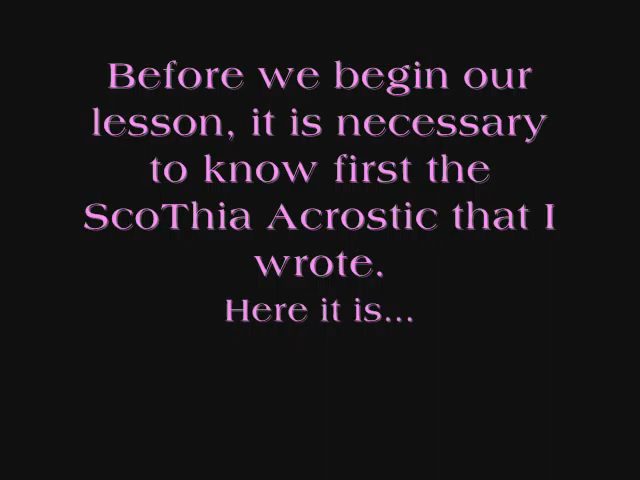 Before we begin our
lesson, it is necessary
to know first the
ScoThia Acrostic that I
wrote.
Here it is...